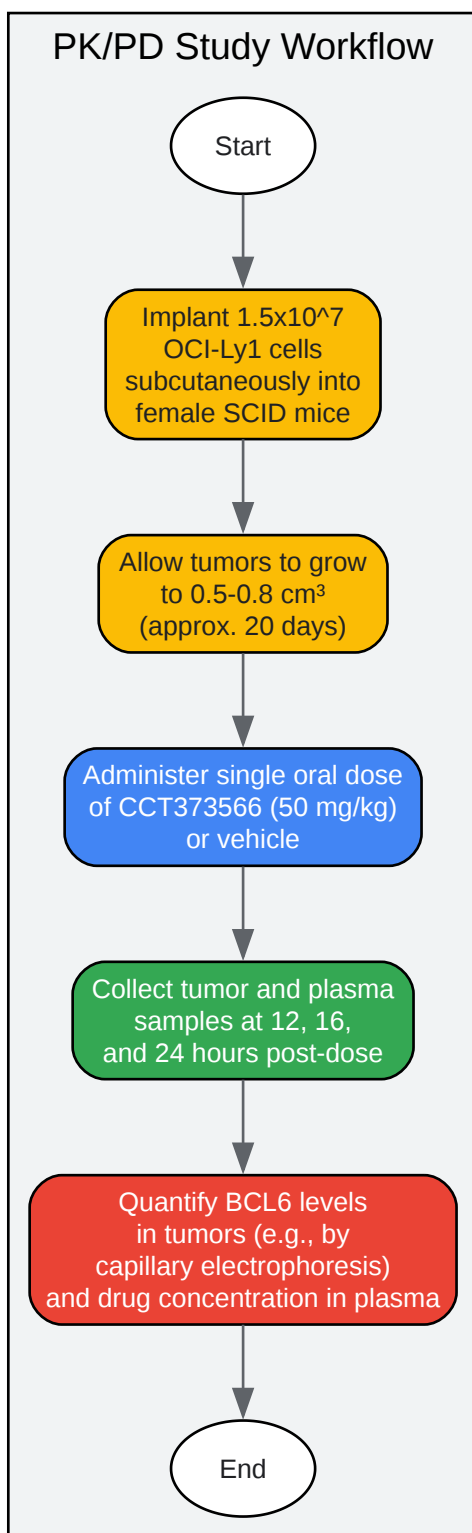 PK/PD Study Workflow
Start
Implant 1.5x10^7
OCI-Ly1 cells
subcutaneously into
female SCID mice
Allow tumors to grow
to 0.5-0.8 cm³
(approx. 20 days)
Administer single oral dose
of CCT373566 (50 mg/kg)
or vehicle
Collect tumor and plasma
samples at 12, 16,
and 24 hours post-dose
Quantify BCL6 levels
in tumors (e.g., by
capillary electrophoresis)
and drug concentration in plasma
End